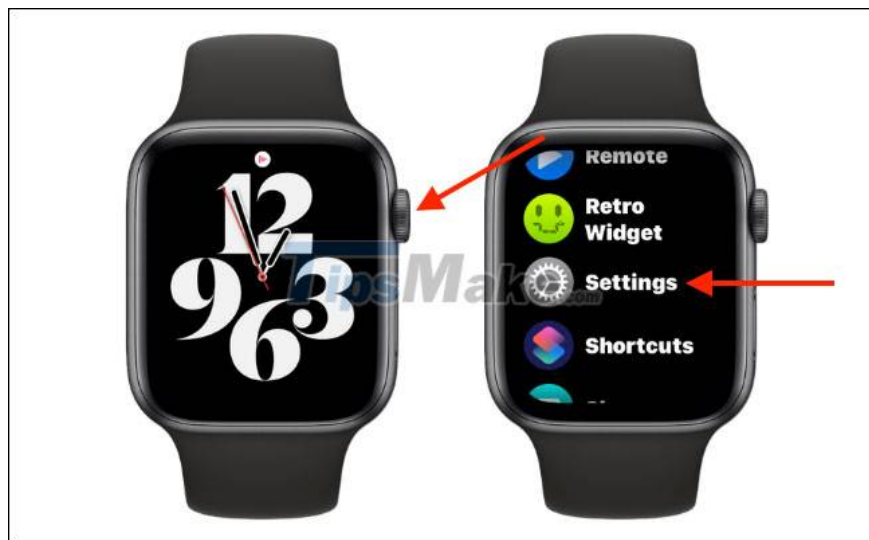 12
9
3
6
TipsMake.com
Remote
Retro
Widget
Settings
Shortcuts